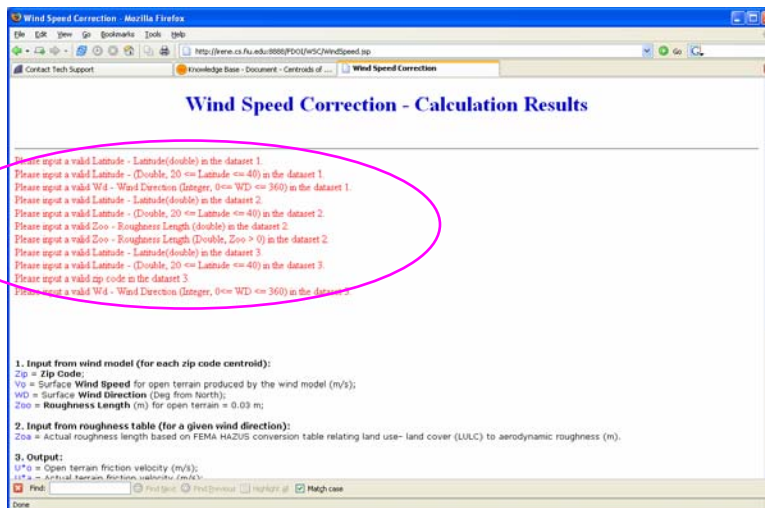 Wind Speed Correction - Mozilla Firefox
File Edit View Go Bookmarks Tools Help
http://irene.cs.fiu.edu:8888/PDOI/WSC/WindSpeed.jsp Go
Contact Tech Support Knowledge Base - Document - Centroids of ... Wind Speed Correction
Wind Speed Correction - Calculation Results
Please input a valid Latitude - Latitude(double) in the dataset 1.
Please input a valid Latitude - (Double, 20 <= Latitude <= 40) in the dataset 1.
Please input a valid Wd - Wind Direction (Integer, 0<= WD <= 360) in the dataset 1.
Please input a valid Latitude - Latitude(double) in the dataset 2.
Please input a valid Latitude - (Double, 20 <= Latitude <= 40) in the dataset 2.
Please input a valid Zoo - Roughness Length (double) in the dataset 2.
Please input a valid Zoo - Roughness Length (Double, Zoo > 0) in the dataset 2.
Please input a valid Latitude - Latitude(double) in the dataset 3.
Please input a valid Latitude - (Double, 20 <= Latitude <= 40) in the dataset 3.
Please input a valid zip code in the dataset 3.
Please input a valid Wd - Wind Direction (Integer, 0<= WD <= 360) in the dataset 3.
1. Input from wind model (for each zip code centroid):
Zip = Zip Code;
Vo = Surface Wind Speed for open terrain produced by the wind model (m/s);
WD = Surface Wind Direction (Deg from North);
Zoo = Roughness Length (m) for open terrain = 0.03 m;
2. Input from roughness table (for a given wind direction):
Zoa = Actual roughness length based on FEMA HAZUS conversion table relating land use- land cover (LULC) to aerodynamic roughness (m).
3. Output:
U*o = Open terrain friction velocity (m/s);
U*a = Actual terrain friction velocity (m/s);
Find: Find Next Find Previous Highlight all Match case
Done